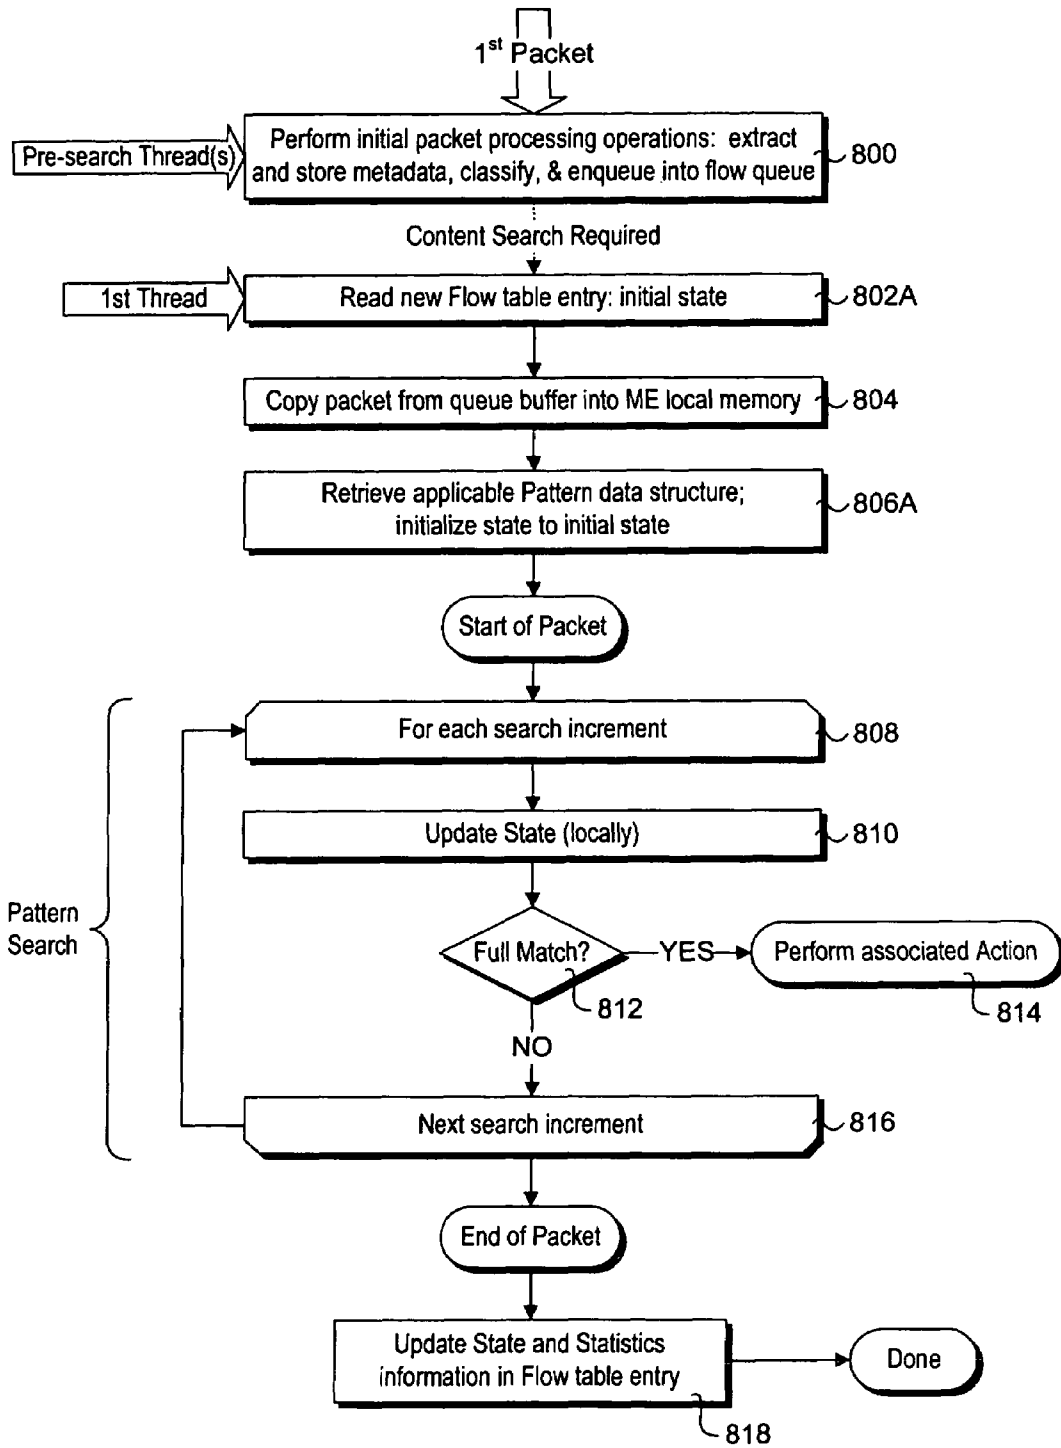 1st Packet
Pre-search Thread(s)
Perform initial packet processing operations: extract
and store metadata, classify, & enqueue into flow queue
800
Content Search Required
1st Thread
Read new Flow table entry: initial state
802A
Copy packet from queue buffer into ME local memory
804
Retrieve applicable Pattern data structure;
initialize state to initial state
806A
Start of Packet
For each search increment
808
Update State (locally)
810
Pattern
Search
Full Match?
YES
Perform associated Action
812
814
NO
Next search increment
816
End of Packet
Update State and Statistics
information in Flow table entry
Done
818